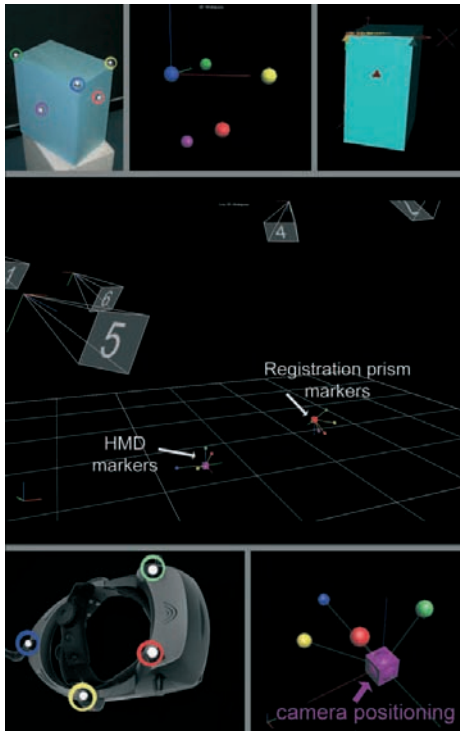 4
1
6
5
Registration prism
markers
HMD
markers
camera positioning